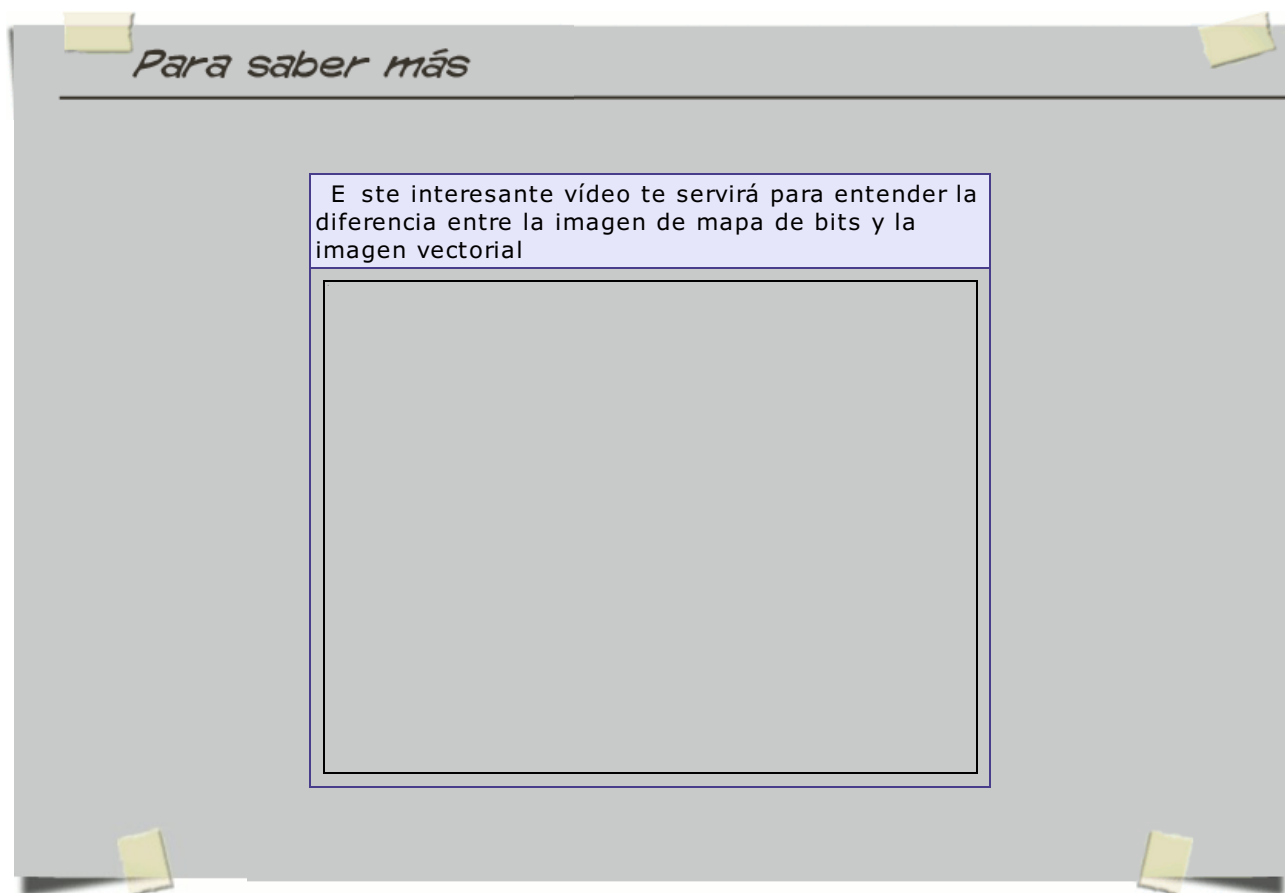 Para saber más
E ste interesante vídeo te servirá para entender la
diferencia entre la imagen de mapa de bits y la
imagen vectorial